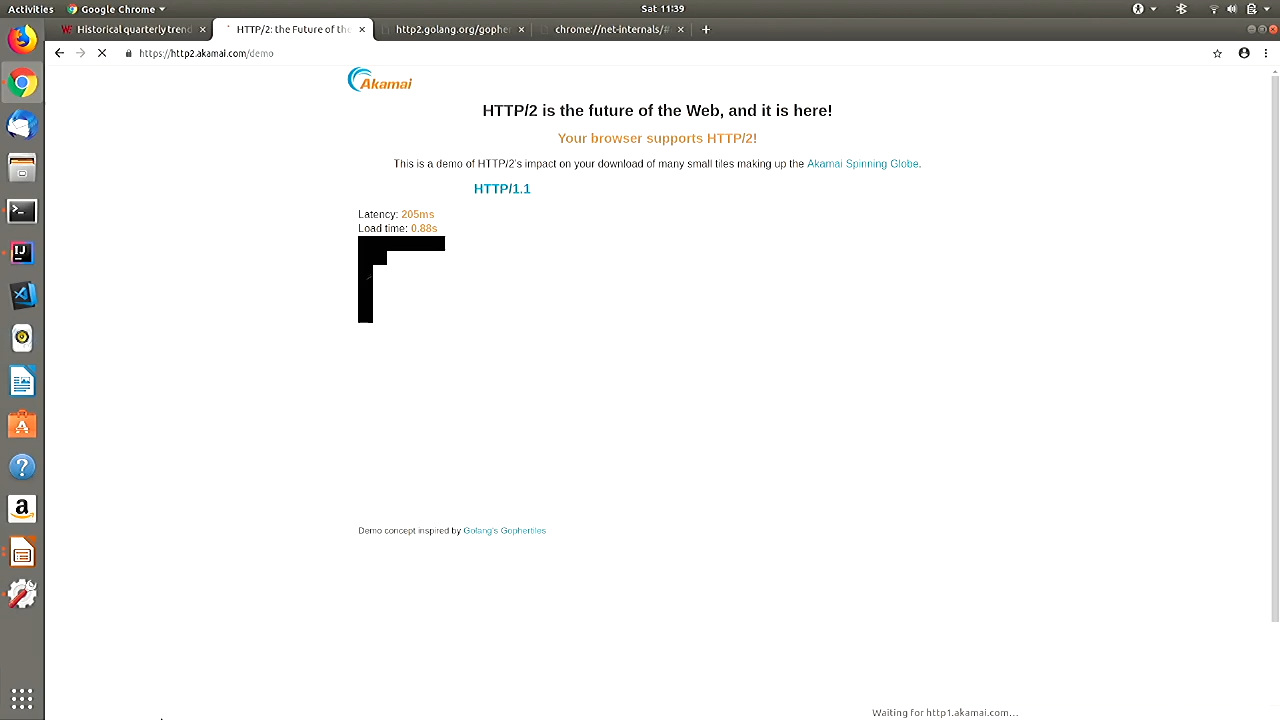 Activities
Google Chrome
Sat 11:39
Historical quarterly trend
HTTP/2: the Future of the
http2.golang.org/gophe
chrome://net-internals/#
https://http2.akamai.com/demo
Akamai
HTTP/2 is the future of the Web, and it is here!
Your browser supports HTTP/2!
This is a demo of HTTP/2's impact on your download of many small tiles making up the Akamai Spinning Globe.
HTTP/1.1
Latency: 205ms
Load time: 0.88s
Demo concept inspired by Golang's Gophertiles
Waiting for http1.akamai.com...